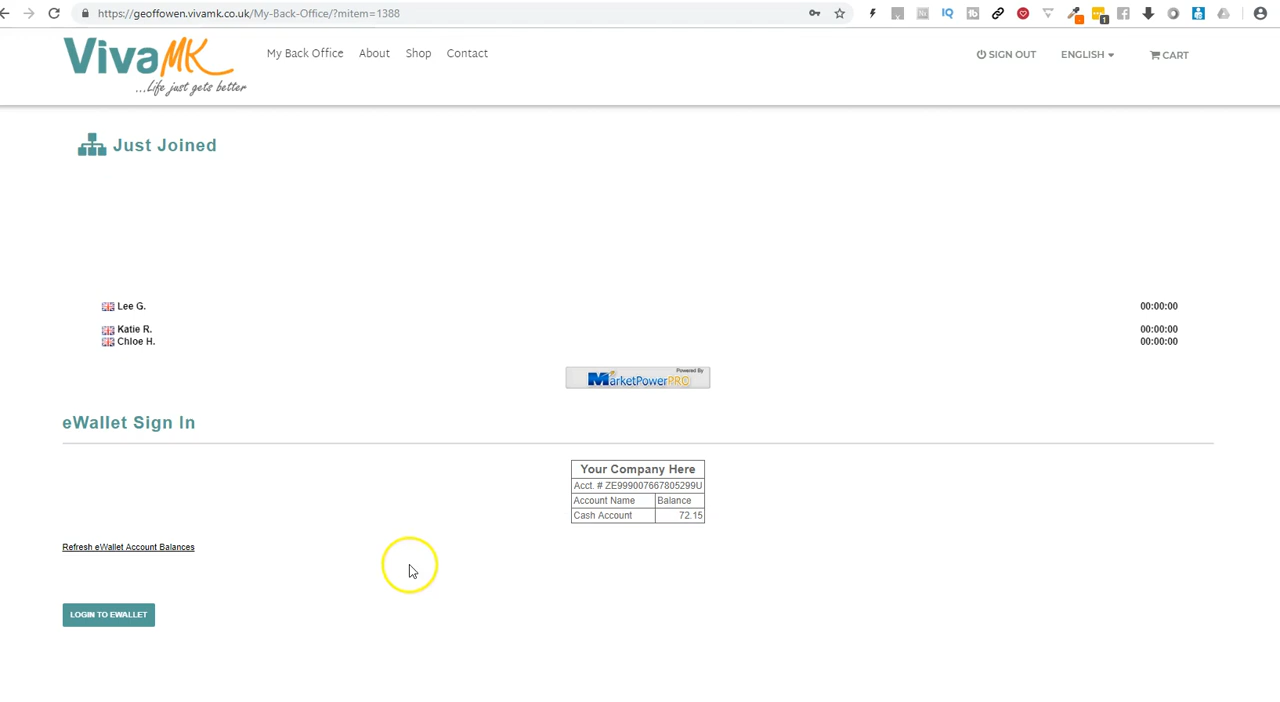 https://geoffowen.vivamk.co.uk/My-Back-Office/?mitem=1388
VivaMK
...Life just gets better
My Back Office About Shop Contact
SIGN OUT ENGLISH CART
Just Joined
Lee G. 00:00:00
Katie R. 00:00:00
Chloe H. 00:00:00
Powered By
MarketPowerPRO
eWallet Sign In
Your Company Here
Acct. # ZE999007667805299U
Account Name Balance
Cash Account 72.15
Refresh eWallet Account Balances
LOGIN TO EWALLET